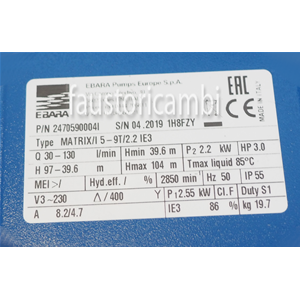 EBARA
EBARA Pumps Europe S.p.A.
faustoricambi
EAC
CE
P/N 2470590004I S/N 04.2019 1H8FZY
Type MATRIX/I 5-9T/2.2 IE3
Q 30-130 l/min Hmin 39.6 m P2 2.2 kW HP 3.0
H 97-39.6 m Hmax 104 m Tmax liquid 85°C
MEI >/ Hyd.eff. / % 2850 min⁻¹ Hz 50 IP 55
V3~230 /\ / 400 Y P1 2.55 kW Cl.F Duty S1
A 8.2/4.7 IE3 86 % kg 19.7